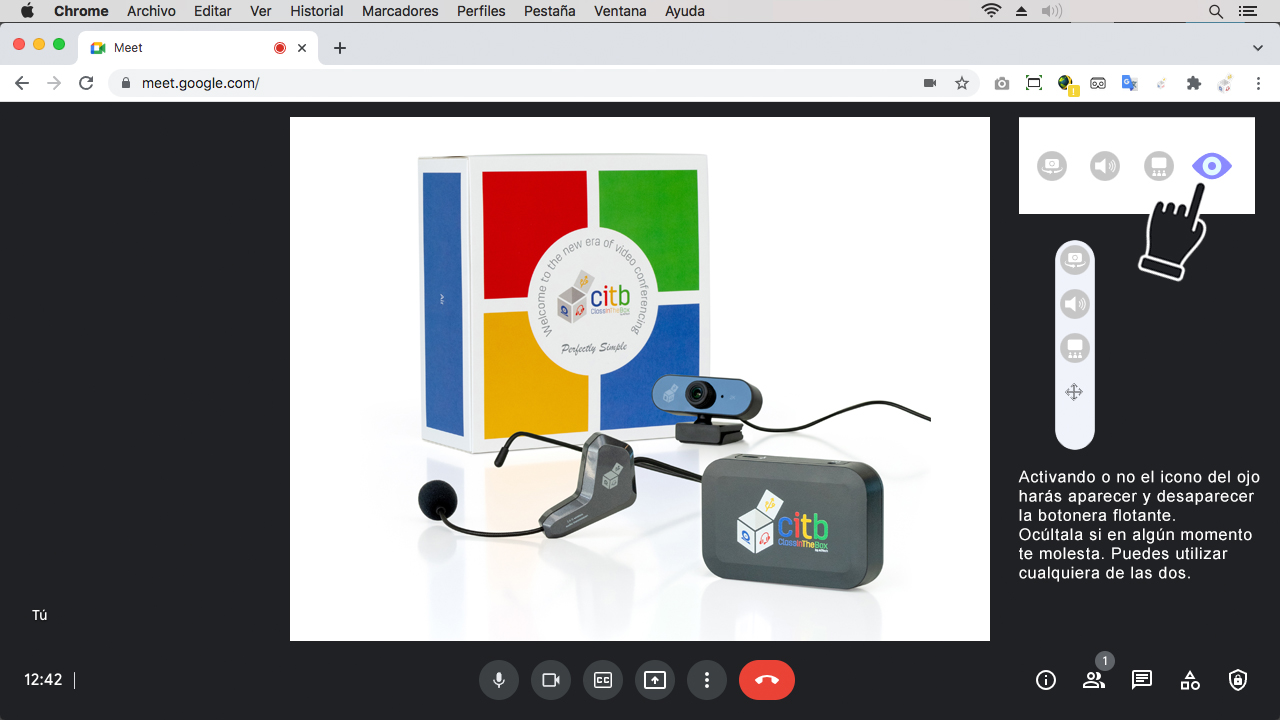 Chrome Archivo Editar Ver Historial Marcadores Perfiles Pestaña Ventana Ayuda
Meet
meet.google.com/
Welcome to the new era of video conferencing
citb
ClassInTheBox
Perfectly Simple
Air
citb
ClassInTheBox
Activando o no el icono del ojo
harás aparecer y desaparecer
la botonera flotante.
Ocúltala si en algún momento
te molesta. Puedes utilizar
cualquiera de las dos.
Tú
12:42
CC
1